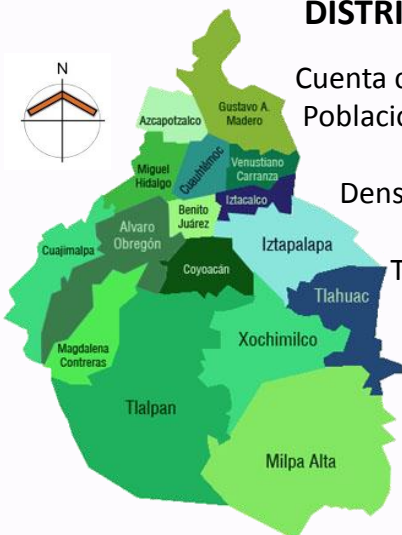 DISTRI
N
Cuenta
Població
Dens
T
Azcapotzalco
Gustavo A.
Madero
Miguel
Hidalgo
Cuauhtémoc
Venustiano
Carranza
Iztacalco
Benito
Juárez
Alvaro
Obregón
Cuajimalpa
Coyoacán
Iztapalapa
Tlahuac
Magdalena
Contreras
Xochimilco
Tlalpan
Milpa Alta